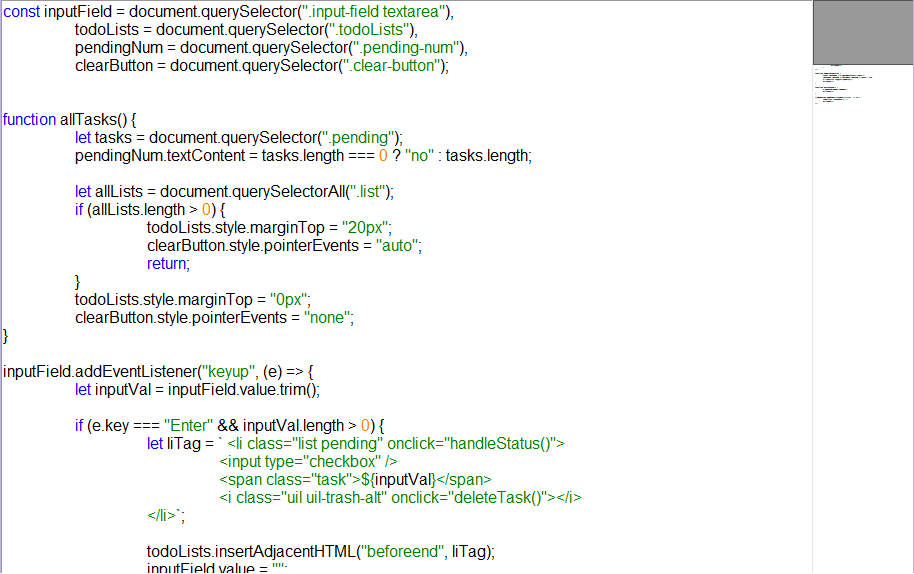 const inputField = document.querySelector(".input-field textarea"),
todoLists = document.querySelector(".todoLists"),
pendingNum = document.querySelector(".pending-num"),
clearButton = document.querySelector(".clear-button");
function allTasks() {
let tasks = document.querySelector(".pending");
pendingNum.textContent = tasks.length === 0 ? "no" : tasks.length;
let allLists = document.querySelectorAll(".list");
if (allLists.length > 0) {
todoLists.style.marginTop = "20px";
clearButton.style.pointerEvents = "auto";
return;
}
todoLists.style.marginTop = "0px";
clearButton.style.pointerEvents = "none";
}
inputField.addEventListener("keyup", (e) => {
let inputVal = inputField.value.trim();
if (e.key === "Enter" && inputVal.length > 0) {
let liTag = ` <li class="list pending" onclick="handleStatus()">
<input type="checkbox" />
<span class="task">${inputVal}</span>
<i class="uil uil-trash-alt" onclick="deleteTask()"></i>
</li>`;
todoLists.insertAdjacentHTML("beforeend", liTag);
inputField.value = "";